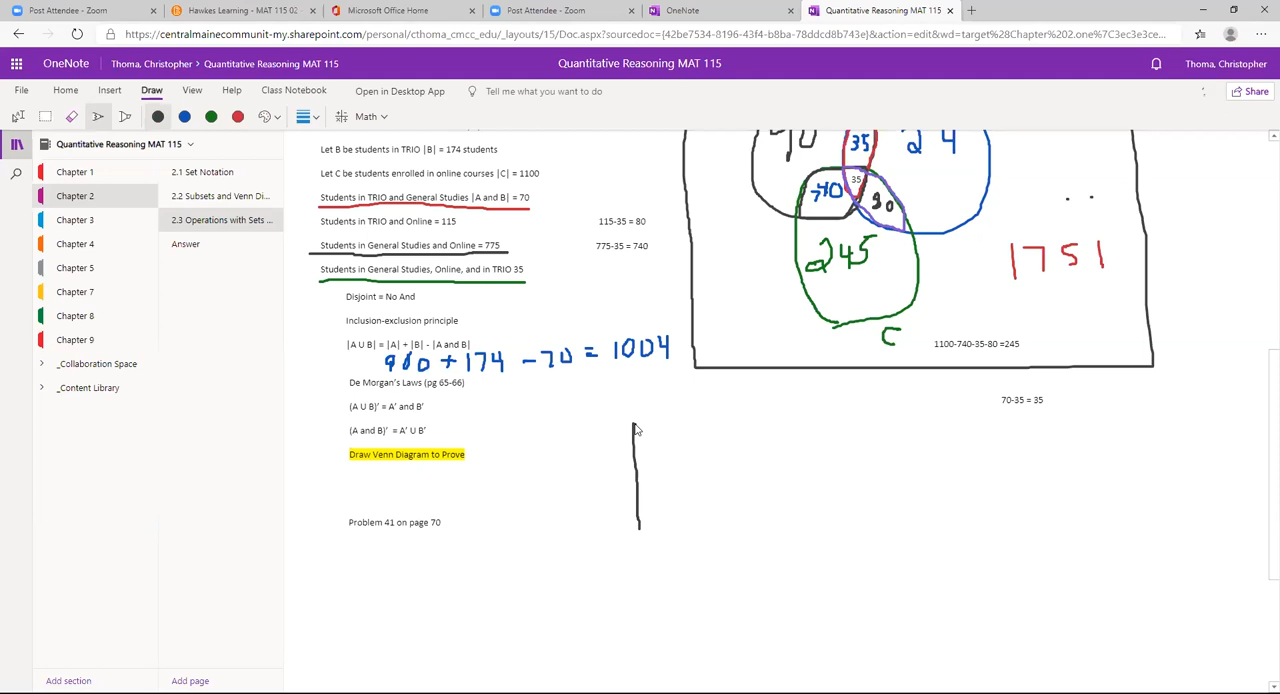 Post Attendee - Zoom
Hawkes Learning - MAT 115 02 -
Microsoft Office Home
Post Attendee - Zoom
OneNote
Quantitative Reasoning MAT 115
https://centralmainecommunit-my.sharepoint.com/personal/cthoma_cmcc_edu/_layouts/15/Doc.aspx?sourcedoc={42be7534-8196-43f4-b8ba-78ddcd8b743e}&action=edit&wd=target%28Chapter%202.one%7C3ec3e3ce...
OneNote
Thoma, Christopher > Quantitative Reasoning MAT 115
Quantitative Reasoning MAT 115
Thoma, Christopher
File Home Insert Draw View Help Class Notebook Open in Desktop App Tell me what you want to do
Share
Math
Quantitative Reasoning MAT 115
Chapter 1
Chapter 2
Chapter 3
Chapter 4
Chapter 5
Chapter 7
Chapter 8
Chapter 9
_Collaboration Space
_Content Library
Add section
2.1 Set Notation
2.2 Subsets and Venn Di...
2.3 Operations with Sets ...
Answer
Add page
Let B be students in TRIO |B| = 174 students
Let C be students enrolled in online courses |C| = 1100
Students in TRIO and General Studies |A and B| = 70
Students in TRIO and Online = 115
115-35 = 80
Students in General Studies and Online = 775
775-35 = 740
Students in General Studies, Online, and in TRIO 35
Disjoint = No And
Inclusion-exclusion principle
|A U B| = |A| + |B| - |A and B|
900 + 174 - 70 = 1004
De Morgan's Laws (pg 65-66)
(A U B)' = A' and B'
(A and B)' = A' U B'
Draw Venn Diagram to Prove
Problem 41 on page 70
35
24
740
35
80
245
C
1751
1100-740-35-80 =245
70-35 = 35